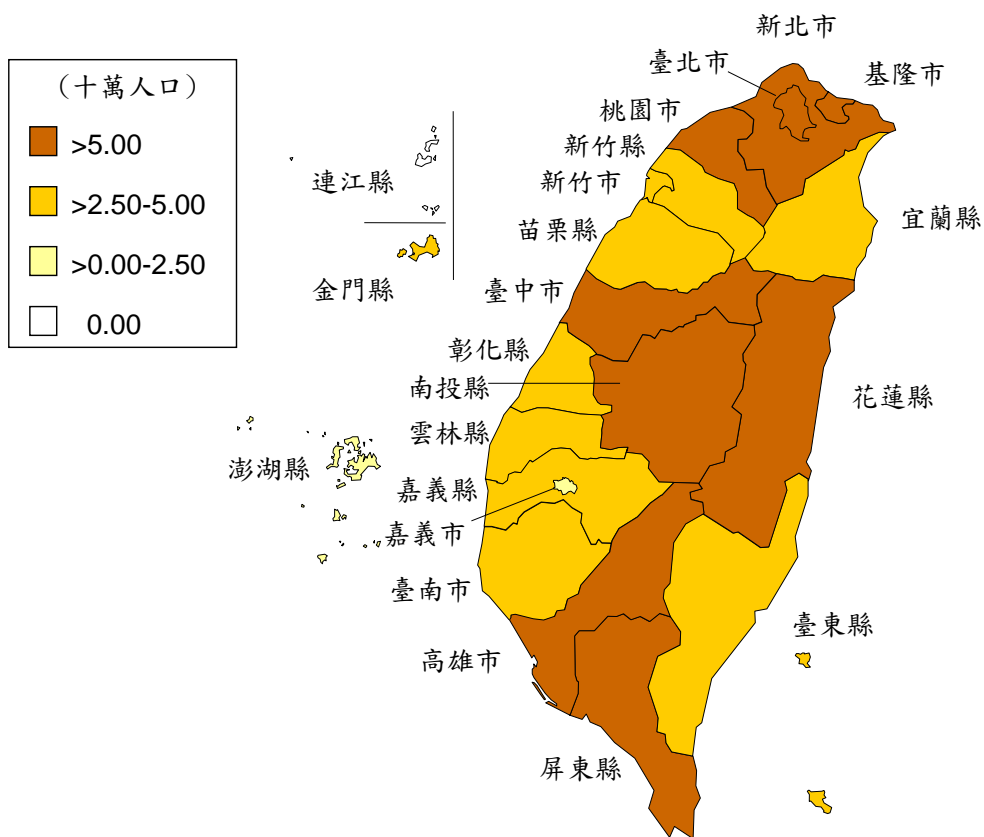 (十萬人口)
>5.00
>2.50-5.00
>0.00-2.50
0.00
新北市
臺北市
基隆市
桃園市
新竹縣
新竹市
苗栗縣
宜蘭縣
連江縣
金門縣
臺中市
彰化縣
南投縣
花蓮縣
雲林縣
澎湖縣
嘉義縣
嘉義市
臺南市
臺東縣
高雄市
屏東縣